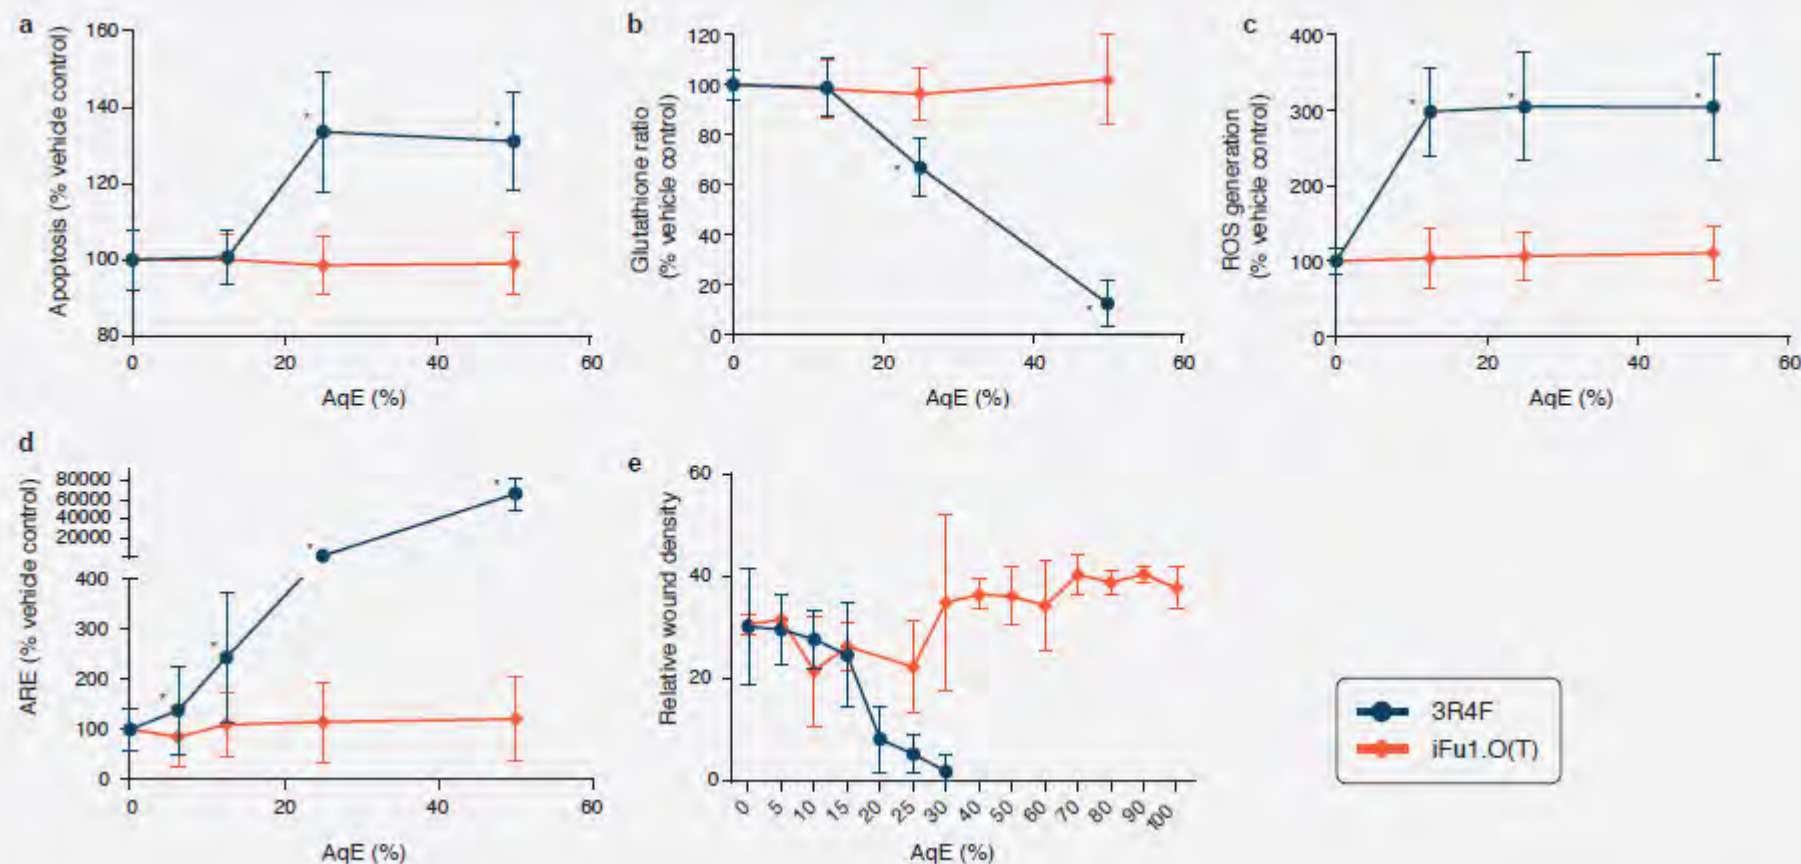 a
Apoptosis (% vehicle control)
160
140
120
100
80
0 20 40 60
AqE (%)
b
Glutathione ratio
(% vehicle control)
120
100
80
60
40
20
0
0 20 40 60
AqE (%)
c
ROS generation
(% vehicle control)
400
300
200
100
0
0 20 40 60
AqE (%)
d
ARE (% vehicle control)
80000
60000
40000
20000
400
300
200
100
0
0 20 40 60
AqE (%)
e
Relative wound density
60
40
20
0
0 5 10 15 20 25 30 40 50 60 70 80 90 100
AqE (%)
3R4F
iFu1.O(T)